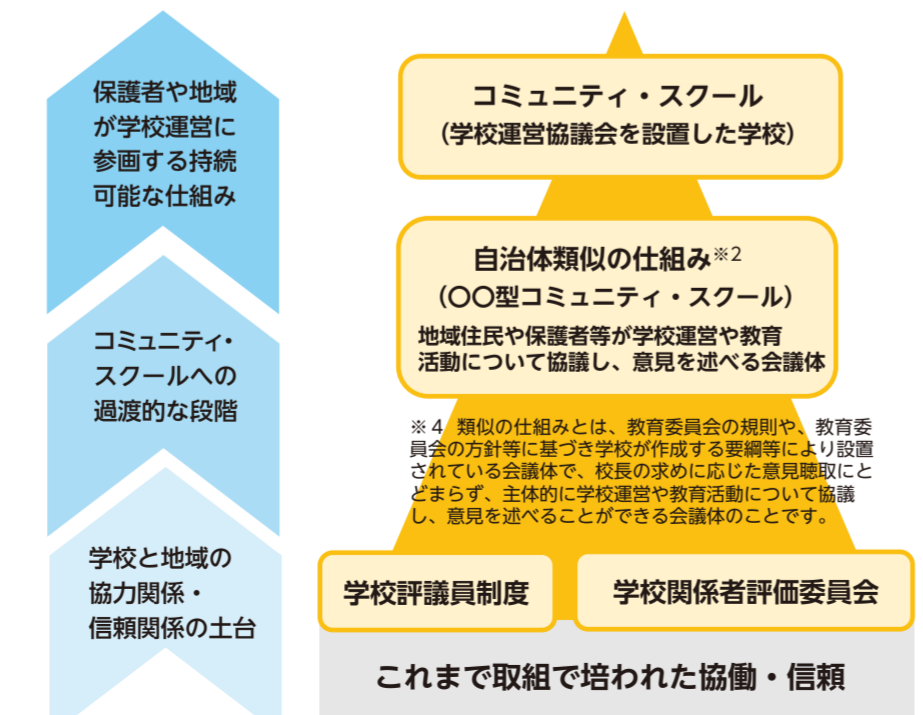 保護者や地域
が学校運営に
参画する持続
可能な仕組み
コミュニティ・
スクールへの
過渡的な段階
学校と地域の
協力関係・
信頼関係の土台
コミュニティ・スクール
（学校運営協議会を設置した学校）
自治体類似の仕組み※2
（〇〇型コミュニティ・スクール）
地域住民や保護者等が学校運営や教育
活動について協議し、意見を述べる会議体
※４ 類似の仕組みとは、教育委員会の規則や、教育委
員会の方針等に基づき学校が作成する要綱等により設置
されている会議体で、校長の求めに応じた意見聴取にと
どまらず、主体的に学校運営や教育活動について協議
し、意見を述べることができる会議体のことです。
学校評議員制度
学校関係者評価委員会
これまで取組で培われた協働・信頼